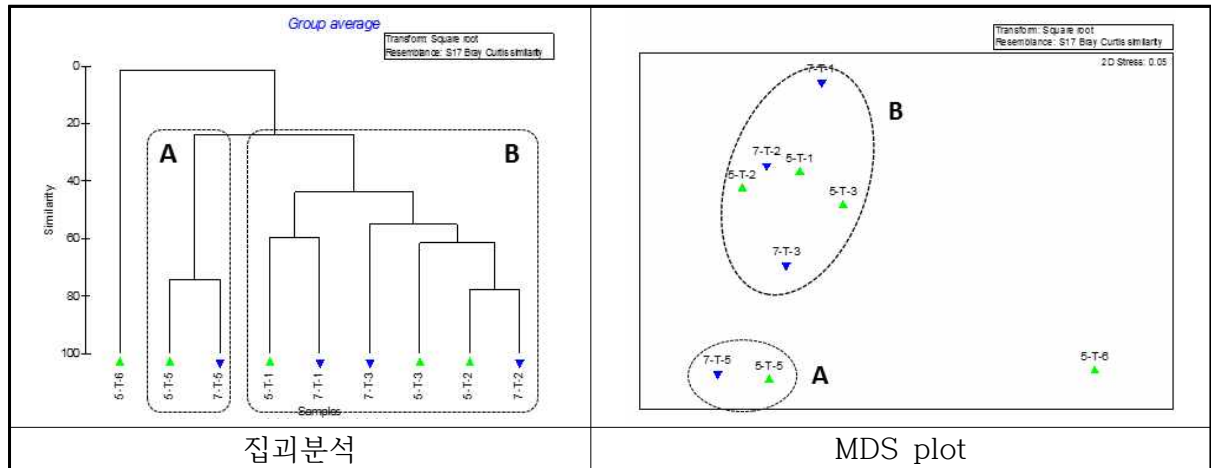 Group average
Transform: Square root
Resemblance: S17 Bray Curtis similarity
0
20
40
60
80
100
Similarity
A
B
5-T-6
5-T-5
7-T-5
5-T-1
7-T-1
7-T-3
5-T-3
5-T-2
7-T-2
Samples
집괴분석
Transform: Square root
Resemblance: S17 Bray Curtis similarity
2D Stress: 0.05
7-T-1
B
7-T-2
5-T-1
5-T-2
5-T-3
7-T-3
7-T-5
5-T-5
A
5-T-6
MDS plot